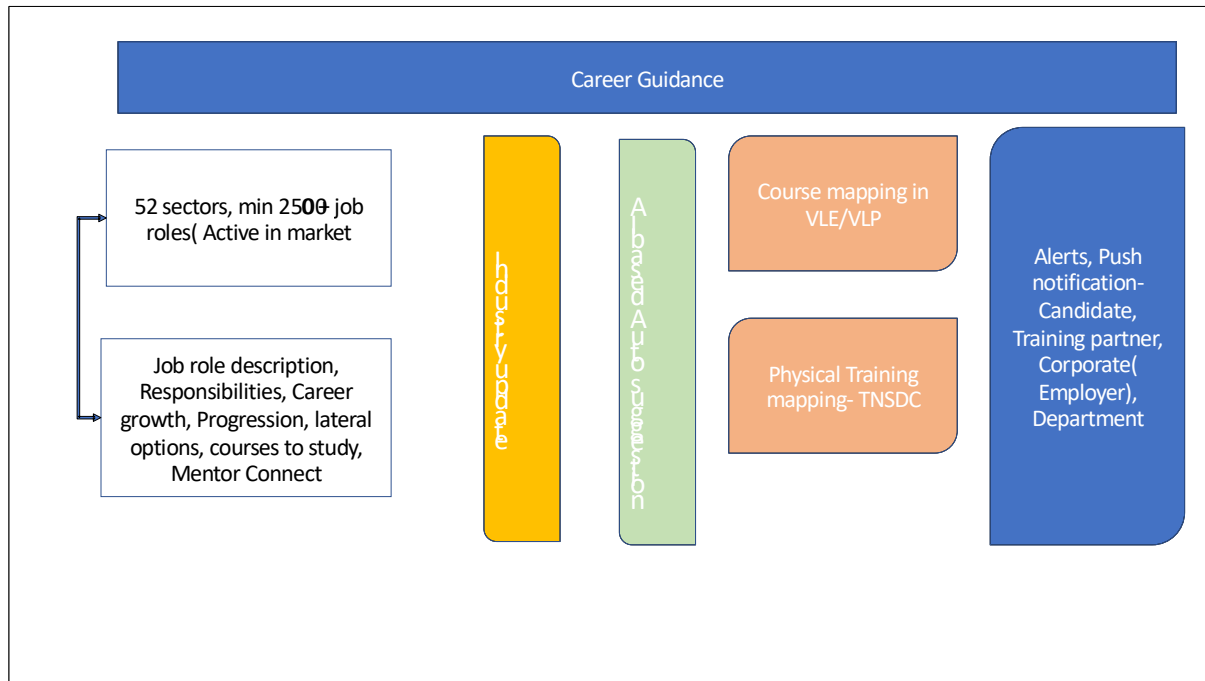 Career Guidance
52 sectors, min 2500+ job
roles( Active in market
Job role description,
Responsibilities, Career
growth, Progression, lateral
options, courses to study,
Mentor Connect
Industry update
AI based Auto suggestion
Course mapping in
VLE/VLP
Physical Training
mapping- TNSDC
Alerts, Push
notification-
Candidate,
Training partner,
Corporate(
Employer),
Department